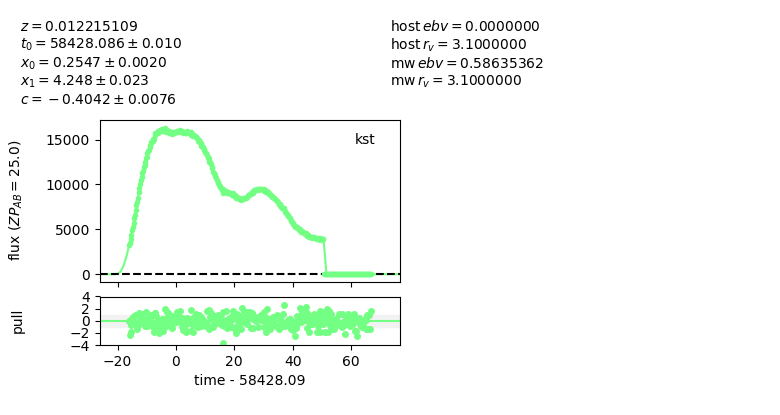 z = 0.012215109
t₀ = 58428.086 ± 0.010
x₀ = 0.2547 ± 0.0020
x₁ = 4.248 ± 0.023
c = −0.4042 ± 0.0076
host ebv = 0.0000000
host r_v = 3.1000000
mw ebv = 0.58635362
mw r_v = 3.1000000
kst
flux (ZP_AB = 25.0)
15000
10000
5000
0
pull
4
2
0
−2
−4
−20
0
20
40
60
time - 58428.09